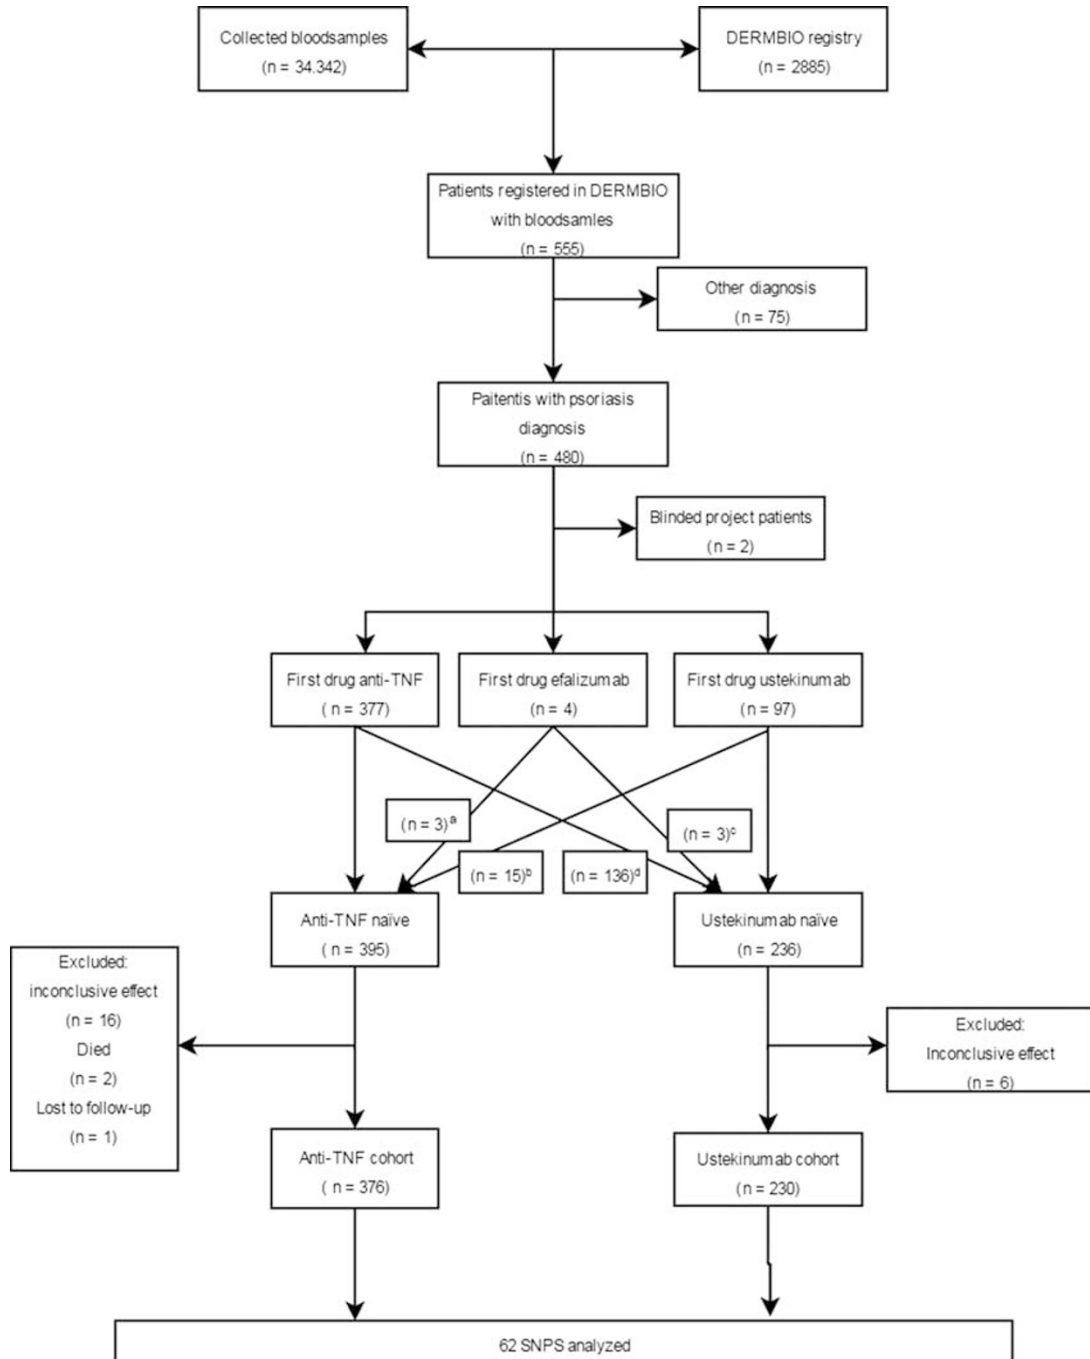 Collected bloodsamples
(n = 34.342)
DERMBIO registry
(n = 2885)
Patients registered in DERMBIO
with bloodsamles
(n = 555)
Other diagnosis
(n = 75)
Paitentis with psoriasis
diagnosis
(n = 480)
Blinded project patients
(n = 2)
First drug anti-TNF
( n = 377)
First drug efalizumab
(n = 4)
First drug ustekinumab
(n = 97)
(n = 3)ᵃ
(n = 3)ᶜ
(n = 15)ᵇ
(n = 136)ᵈ
Anti-TNF naïve
( n = 395)
Ustekinumab naïve
(n = 236)
Excluded:
inconclusive effect
(n = 16)
Died
(n = 2)
Lost to follow-up
(n = 1)
Excluded:
Inconclusive effect
(n = 6)
Anti-TNF cohort
( n = 376)
Ustekinumab cohort
(n = 230)
62 SNPS analyzed